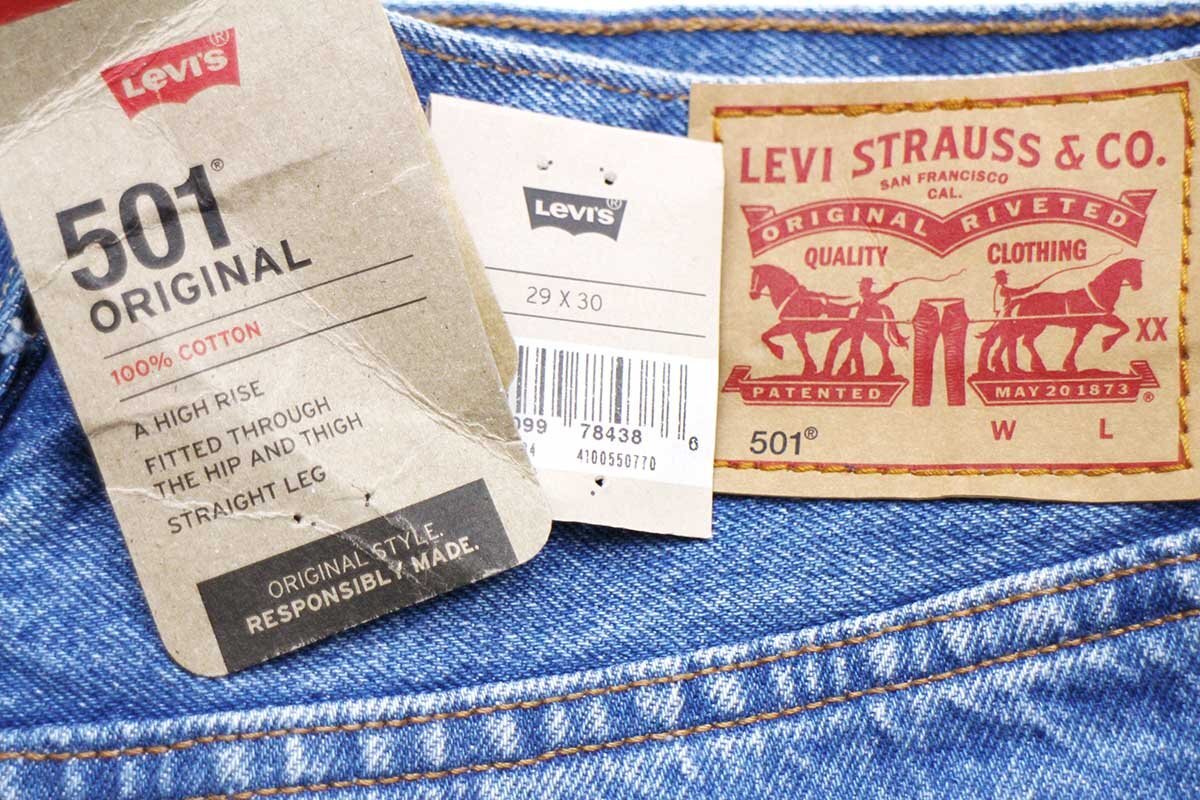 Levi's®
501®
ORIGINAL
100% COTTON
A HIGH RISE
FITTED THROUGH
THE HIP AND THIGH
STRAIGHT LEG
ORIGINAL STYLE.
RESPONSIBLY MADE.
Levi's®
29 X 30
099 78438 6
4100550770
LEVI STRAUSS & CO.
SAN FRANCISCO
CAL.
ORIGINAL RIVETED
QUALITY CLOTHING
XX
PATENTED MAY 20 1873 ®
501® W L